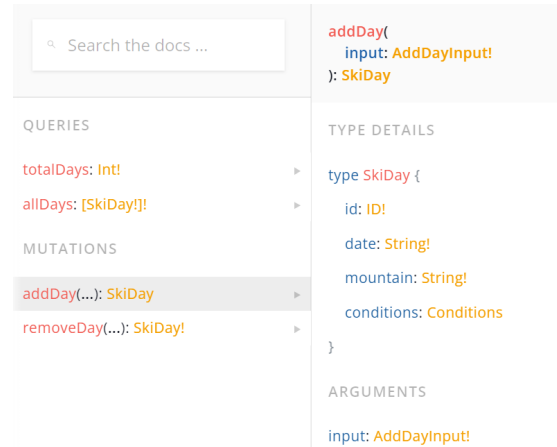 Search the docs ...
QUERIES
totalDays: Int!
allDays: [SkiDay!]!
MUTATIONS
addDay(...): SkiDay
removeDay(...): SkiDay!
addDay(
input: AddDayInput!
): SkiDay
TYPE DETAILS
type SkiDay {
id: ID!
date: String!
mountain: String!
conditions: Conditions
}
ARGUMENTS
input: AddDayInput!